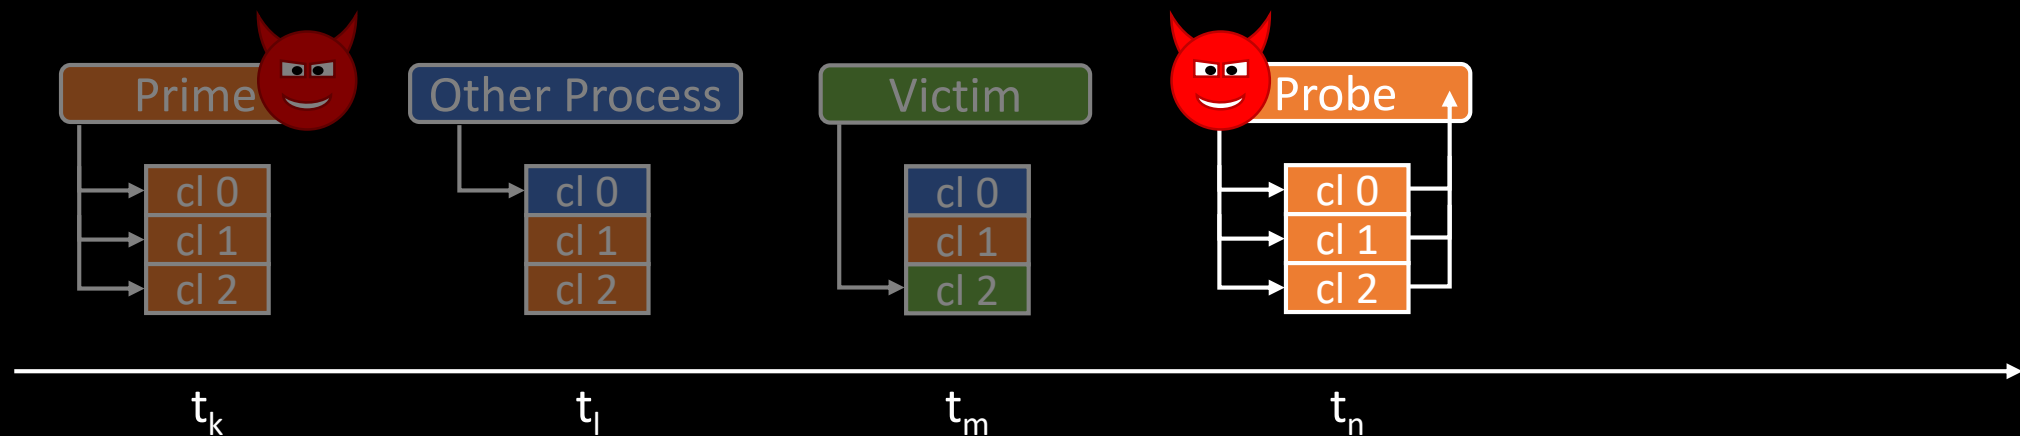 Prime Other Process Victim Probe
cl 0 cl 0 cl 0 cl 0
cl 1 cl 1 cl 1 cl 1
cl 2 cl 2 cl 2 cl 2
tk tl tm tn